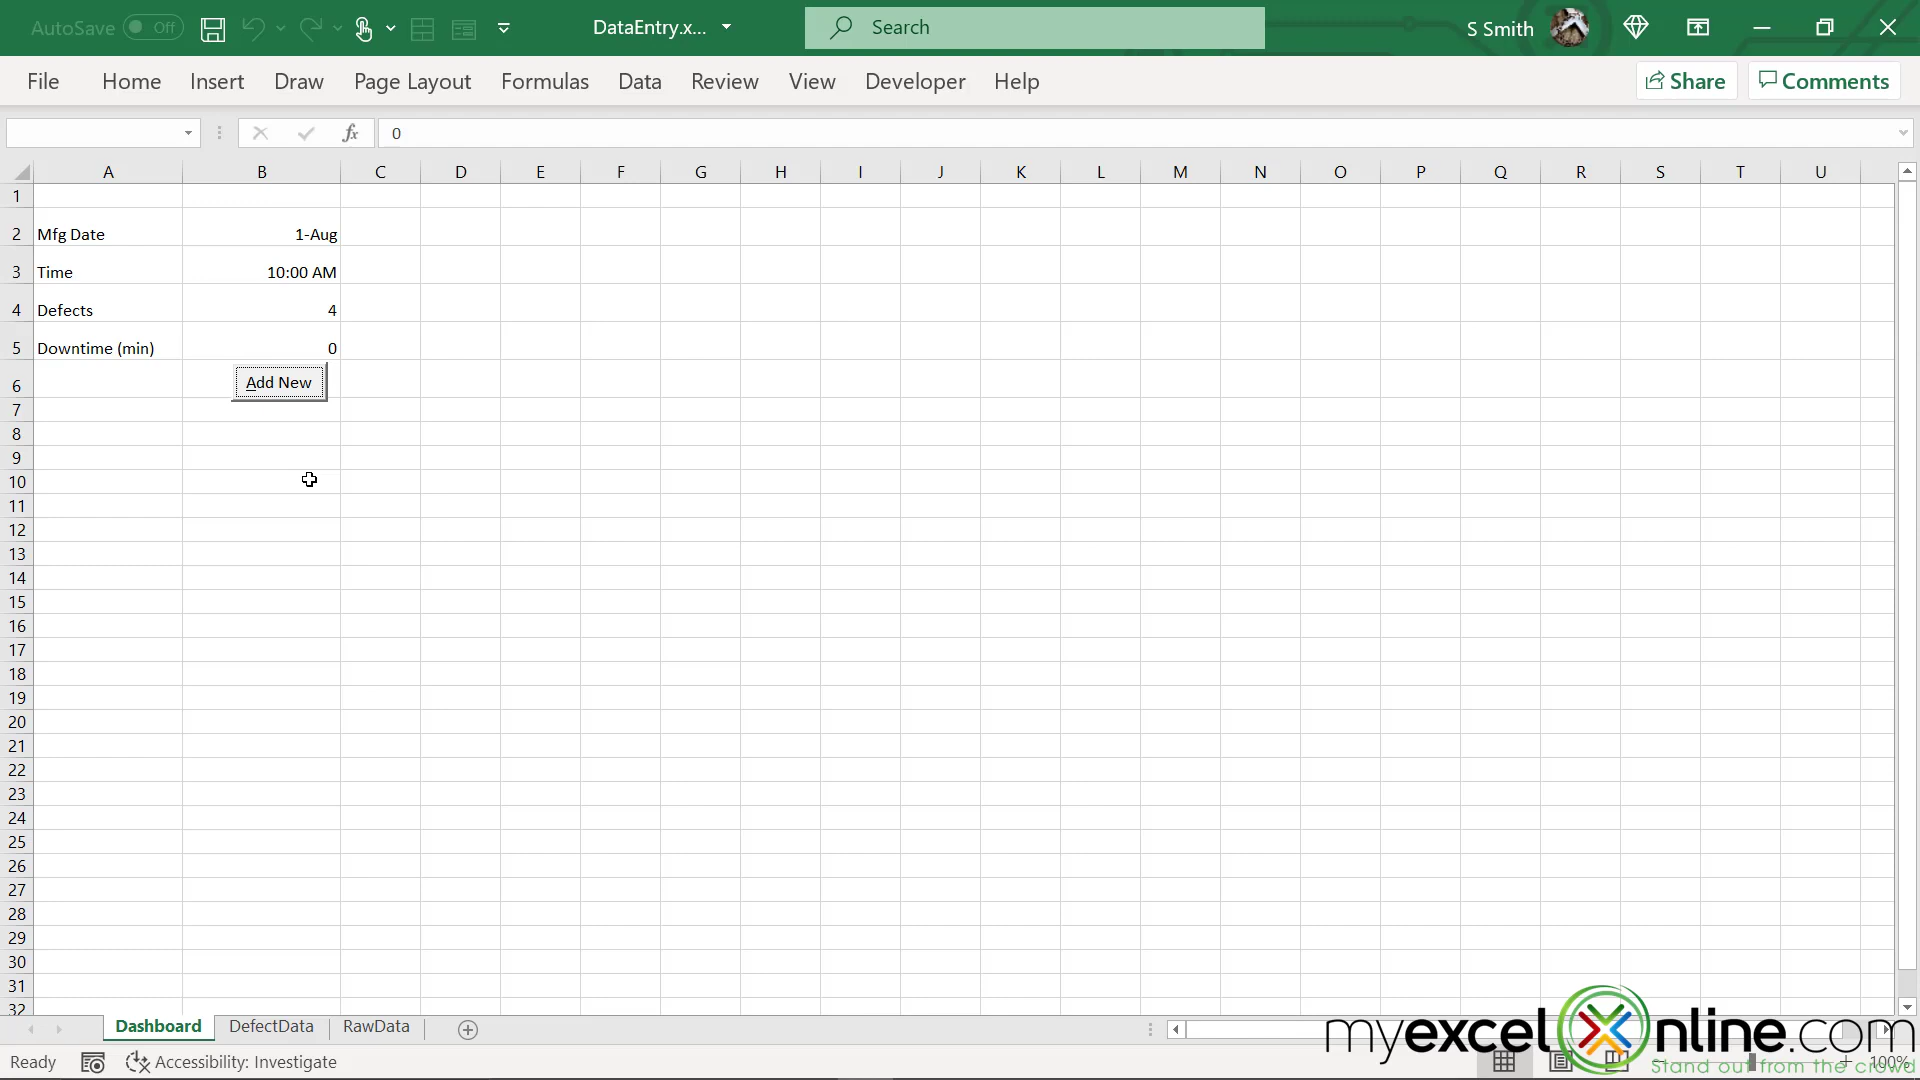 AutoSave Off DataEntry.x... Search S Smith
File Home Insert Draw Page Layout Formulas Data Review View Developer Help Share Comments
fx 0
A B C D E F G H I J K L M N O P Q R S T U
1
2 Mfg Date 1-Aug
3 Time 10:00 AM
4 Defects 4
5 Downtime (min) 0
6 Add New
7
8
9
10
11
12
13
14
15
16
17
18
19
20
21
22
23
24
25
26
27
28
29
30
31
32
Dashboard DefectData RawData
myexcelonline.com
Ready Accessibility: Investigate 100%
Stand out from the crowd